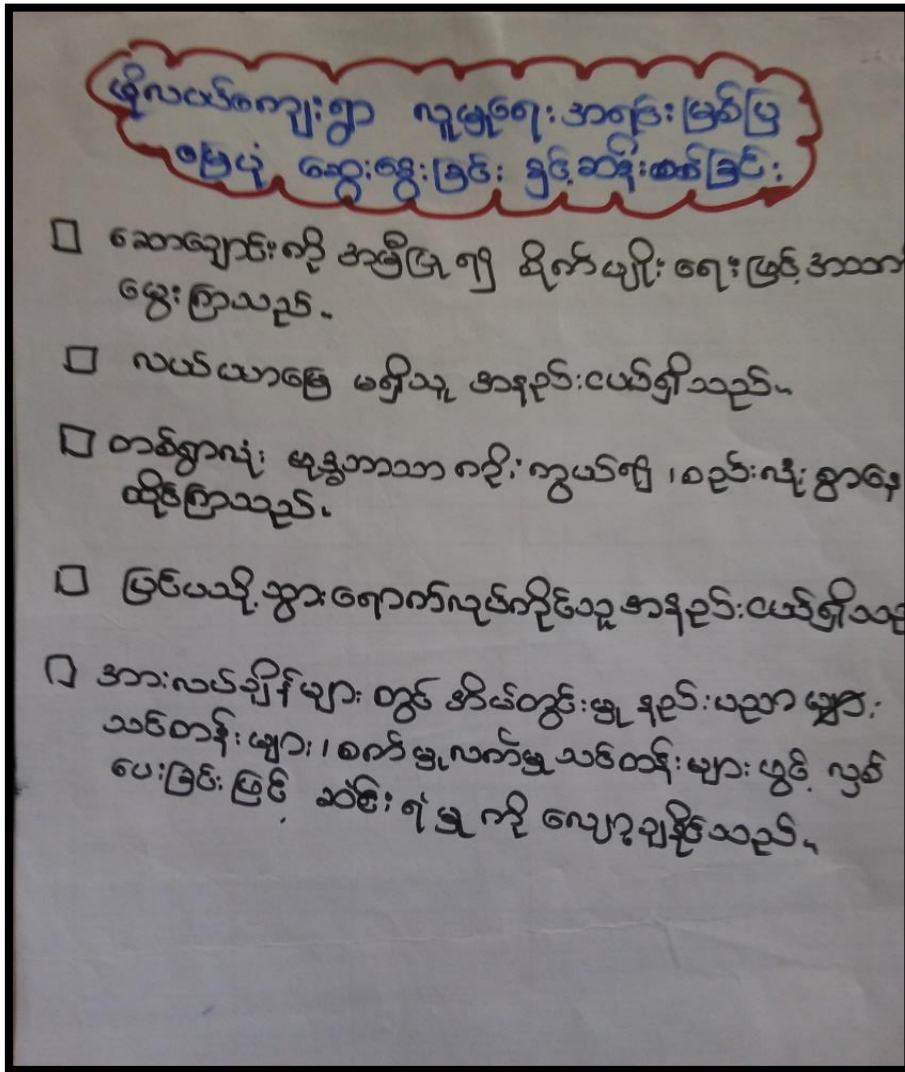 ဖိုလယ်ကျေးရွာ လူမှုရေး အရင်းမြစ်ပြ
မြေပုံ ဆွေးနွေးခြင်း နှင့် ဆန်းစစ်ခြင်း
ဆောချောင်းကို အမှီပြု ၍ စိုက်ပျိုး ရေးဖြင့် အသက်
မွေးကြသည်။
လယ်ယာမြေ မရှိသူ အနည်းငယ်ရှိသည်။
တစ်ရွာလုံး ဗုဒ္ဓဘာသာ ကိုးကွယ်၍ ၊ စည်းလုံးစွာနေ
ထိုင်ကြသည်။
ပြင်ပသို့ သွားရောက်လုပ်ကိုင်သူ အနည်းငယ်ရှိသည
အားလပ်ချိန်များ တွင် အိမ်တွင်းမှု နည်းပညာ များ
သင်တန်းများ ၊ စက်မှု လက်မှု သင်တန်းများ ဖွင့် လှစ်
ပေးခြင်း ဖြင့် ဆင်းရဲမှု ကို လျော့ချနိုင်သည်။